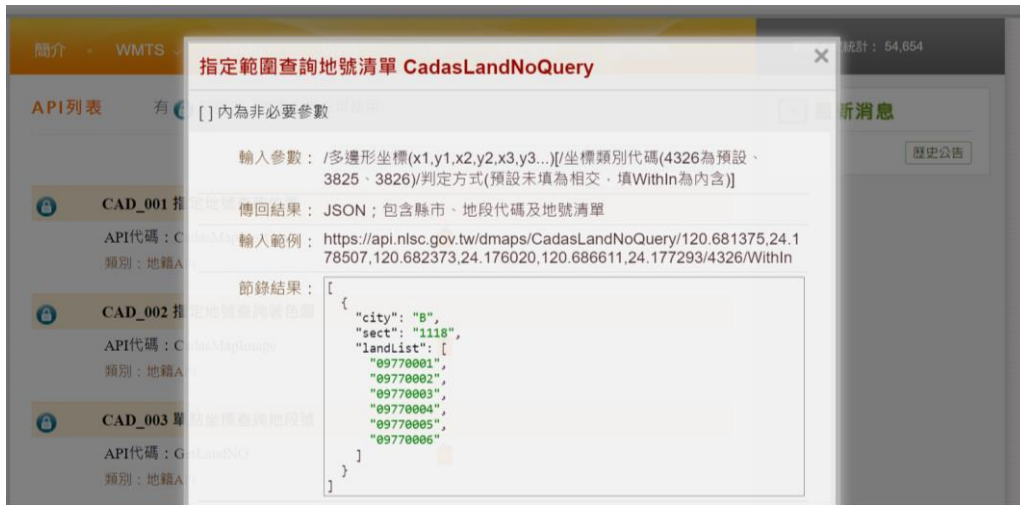 簡介
WMTS
統計： 54,654
指定範圍查詢地號清單 CadasLandNoQuery
×
API列表
有
新消息
[ ] 內為非必要參數
歷史公告
輸入參數： /多邊形坐標(x1,y1,x2,y2,x3,y3...)[/坐標類別代碼(4326為預設、
3825、3826)/判定方式(預設未填為相交，填WithIn為內含)]
CAD_001 指
傳回結果： JSON；包含縣市、地段代碼及地號清單
API代碼：C
輸入範例： https://api.nlsc.gov.tw/dmaps/CadasLandNoQuery/120.681375,24.1
78507,120.682373,24.176020,120.686611,24.177293/4326/WithIn
類別：地籍A
節錄結果： [
{
CAD_002 指
"city": "B",
"sect": "1118",
API代碼：C
"landList": [
"09770001",
類別：地籍A
"09770002",
"09770003",
"09770004",
CAD_003 單
"09770005",
"09770006"
API代碼：GetLandNO
]
}
類別：地籍A
]